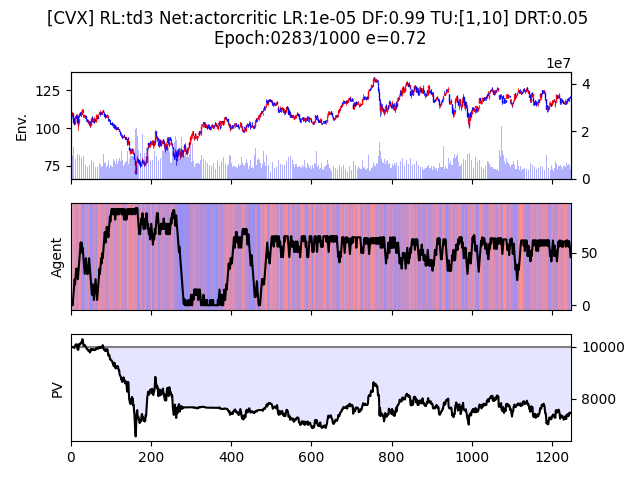 [CVX] RL:td3 Net:actorcritic LR:1e-05 DF:0.99 TU:[1,10] DRT:0.05
Epoch:0283/1000 e=0.72
1e7
125
100
75
Env.
4
2
0
Agent
50
0
PV
10000
8000
0
200
400
600
800
1000
1200